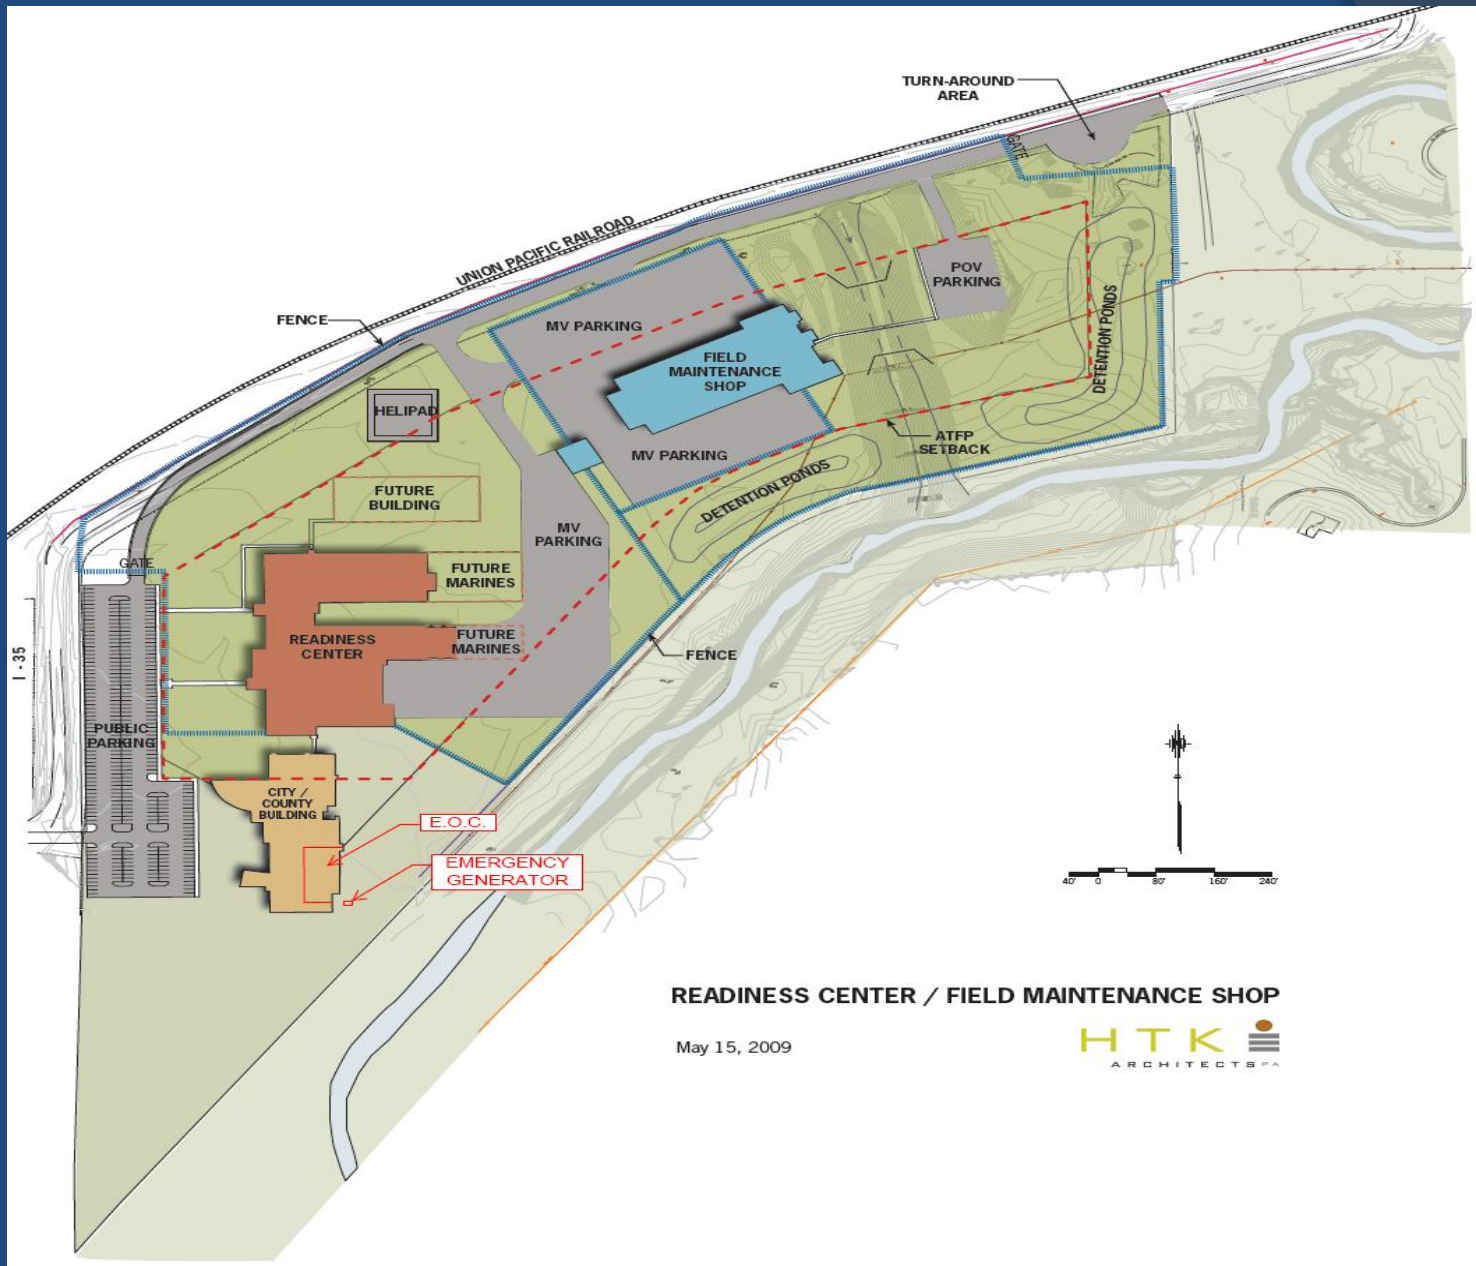 TURN-AROUND
AREA
GATE
UNION PACIFIC RAILROAD
FENCE
MV PARKING
POV
PARKING
FIELD
MAINTENANCE
SHOP
DETENTION PONDS
HELIPAD
ATFP
SETBACK
MV PARKING
DETENTION PONDS
FUTURE
BUILDING
MV
PARKING
GATE
FUTURE
MARINES
READINESS
CENTER
FUTURE
MARINES
I - 35
FENCE
PUBLIC
PARKING
CITY /
COUNTY
BUILDING
E.O.C.
EMERGENCY
GENERATOR
40' 0 80' 160' 240'
READINESS CENTER / FIELD MAINTENANCE SHOP
May 15, 2009
HTK
ARCHITECTS PA